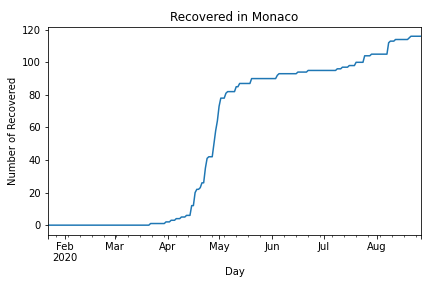 Recovered in Monaco
Number of Recovered
120
100
80
60
40
20
0
Feb
2020
Mar
Apr
May
Jun
Jul
Aug
Day